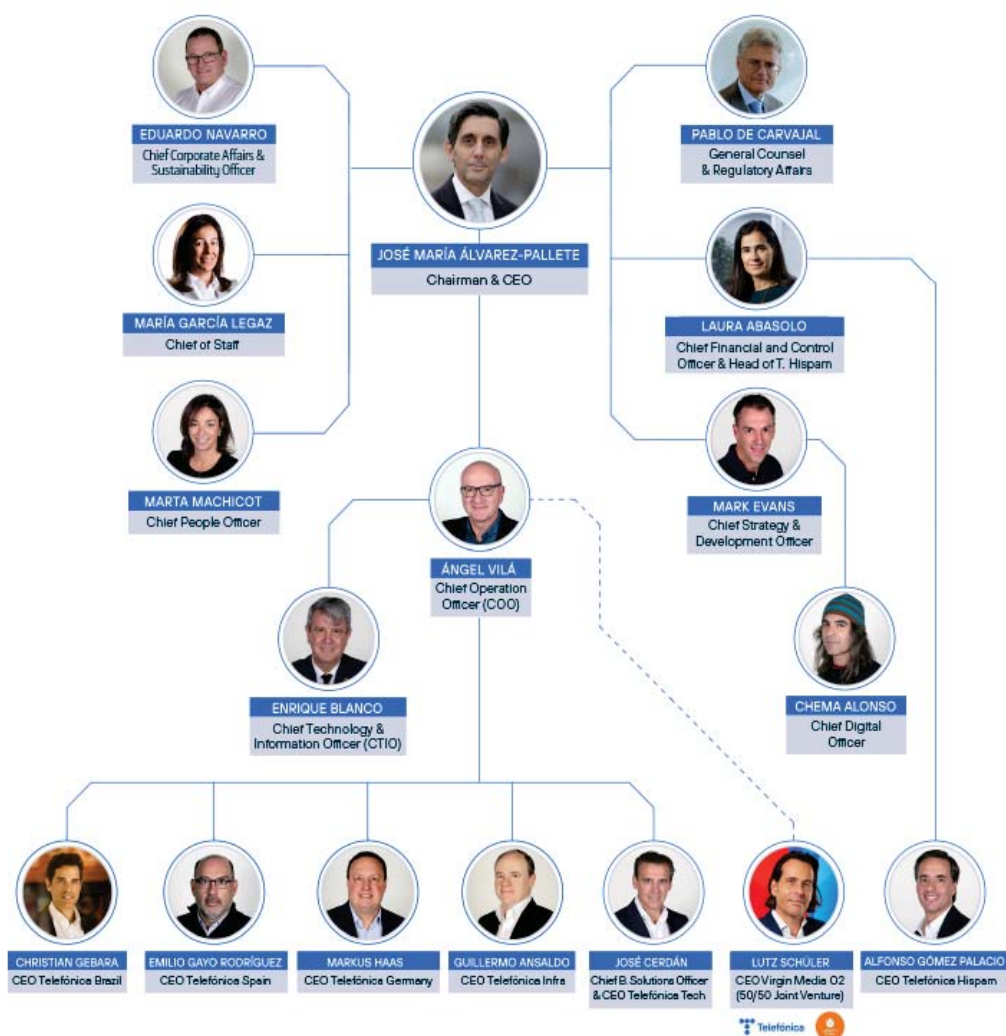 EDUARDO NAVARRO
Chief Corporate Affairs &
Sustainability Officer
PABLO DE CARVAJAL
General Counsel
& Regulatory Affairs
JOSÉ MARÍA ÁLVAREZ-PALLETE
Chairman & CEO
MARÍA GARCÍA LEGAZ
Chief of Staff
LAURA ABASOLO
Chief Financial and Control
Officer & Head of T. Hispam
MARTA MACHICOT
Chief People Officer
MARK EVANS
Chief Strategy &
Development Officer
ÁNGEL VILÁ
Chief Operation
Officer (COO)
ENRIQUE BLANCO
Chief Technology &
Information Officer (CTIO)
CHEMA ALONSO
Chief Digital
Officer
CHRISTIAN GEBARA
CEO Telefónica Brazil
EMILIO GAYO RODRÍGUEZ
CEO Telefónica Spain
MARKUS HAAS
CEO Telefónica Germany
GUILLERMO ANSALDO
CEO Telefónica Infra
JOSÉ CERDÁN
Chief B. Solutions Officer
& CEO Telefónica Tech
LUTZ SCHÜLER
CEO Virgin Media O2
(50/50 Joint Venture)
ALFONSO GÓMEZ PALACIO
CEO Telefónica Hispam
Telefónica